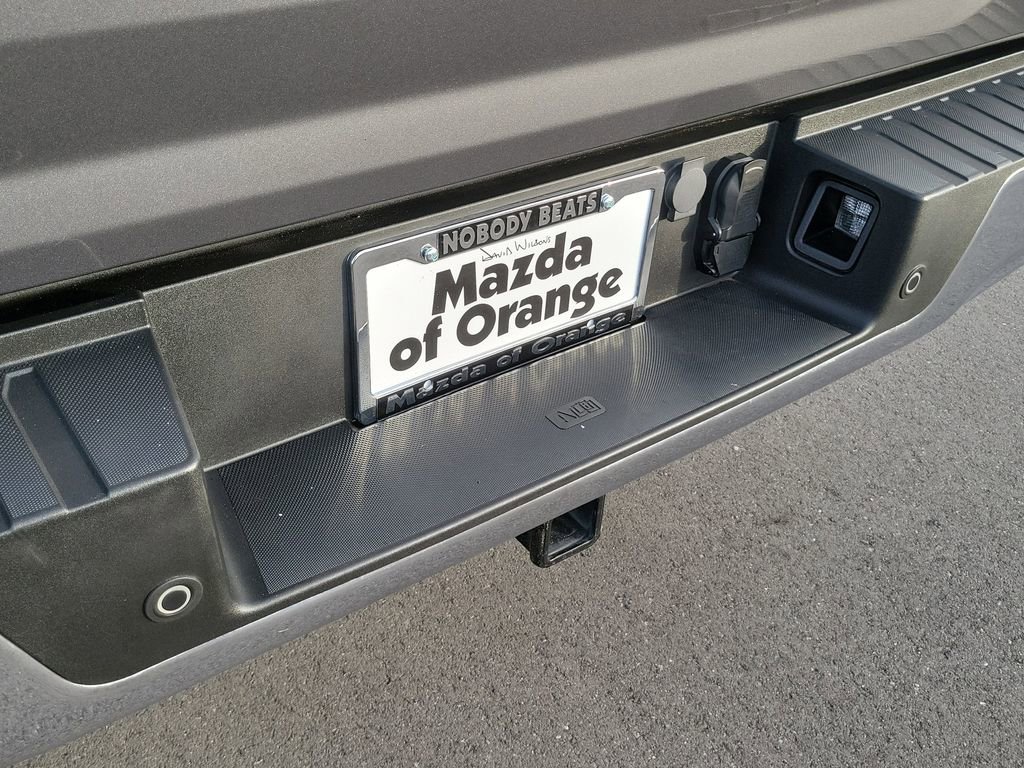 NOBODY BEATS
DAVID WILSON'S
Mazda
of Orange
Mazda of Orange